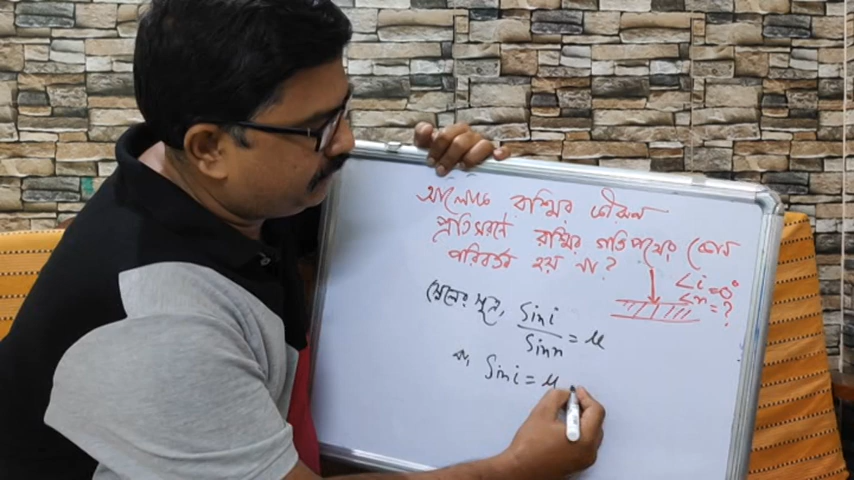 আলোক রশ্মির কৌন
প্রতিসরণে রশ্মির গতিপথের কোন
পরিবর্তন হয় না?
∠i = 0°
∠r = ?
স্নেলের সূত্র, Sin i / Sin r = μ
বা, Sin i = μ